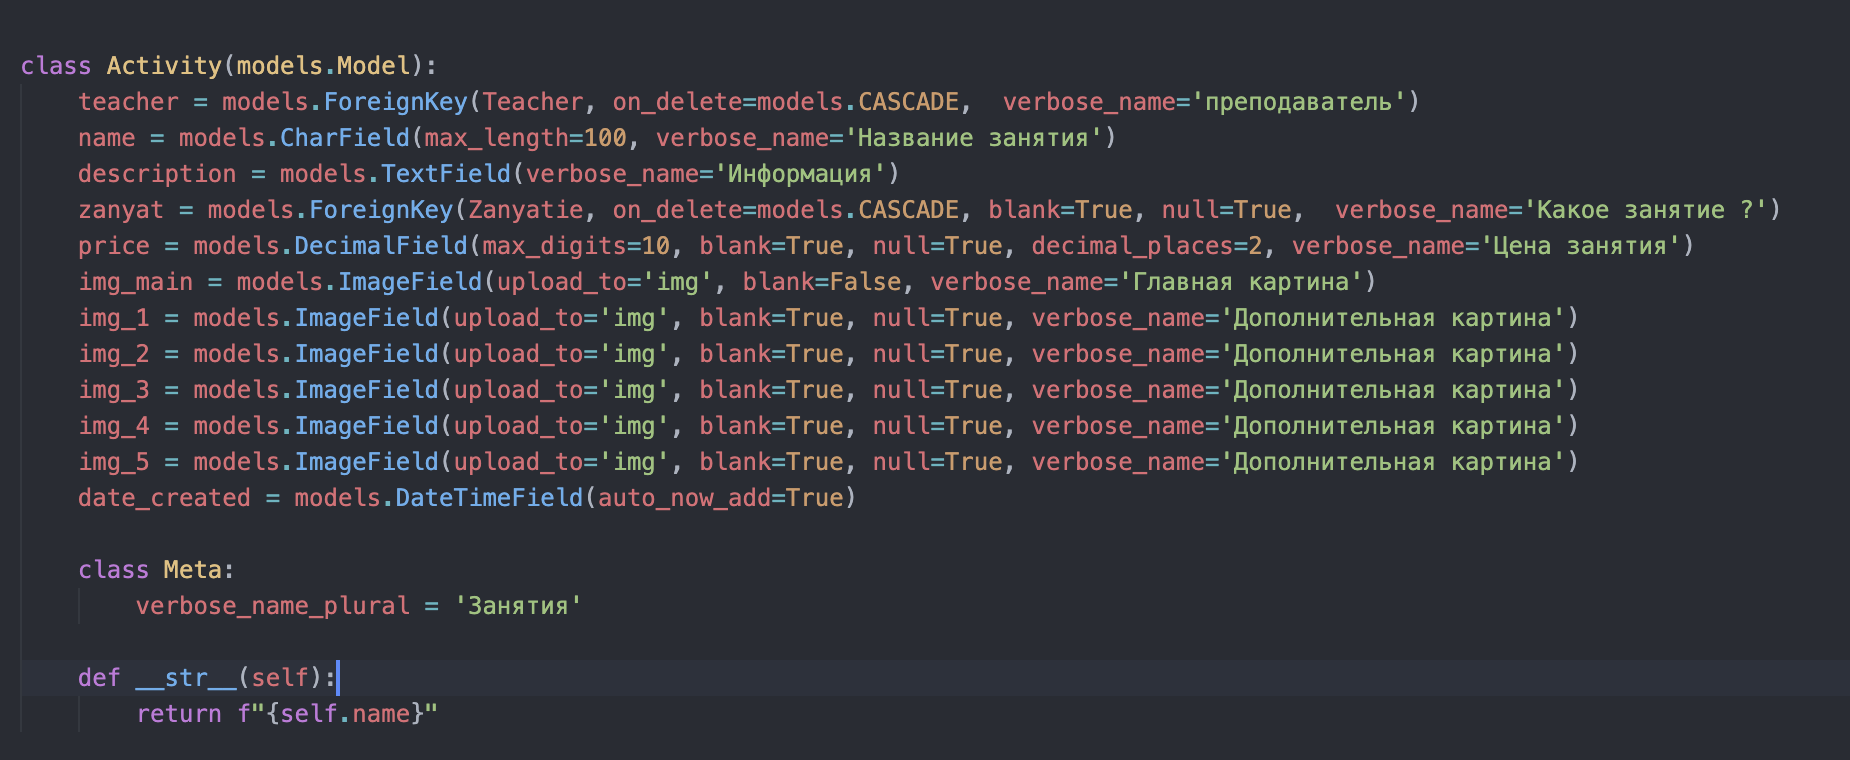 class Activity(models.Model):
    teacher = models.ForeignKey(Teacher, on_delete=models.CASCADE,  verbose_name='преподаватель')
    name = models.CharField(max_length=100, verbose_name='Название занятия')
    description = models.TextField(verbose_name='Информация')
    zanyat = models.ForeignKey(Zanyatie, on_delete=models.CASCADE, blank=True, null=True,  verbose_name='Какое занятие ?')
    price = models.DecimalField(max_digits=10, blank=True, null=True, decimal_places=2, verbose_name='Цена занятия')
    img_main = models.ImageField(upload_to='img', blank=False, verbose_name='Главная картина')
    img_1 = models.ImageField(upload_to='img', blank=True, null=True, verbose_name='Дополнительная картина')
    img_2 = models.ImageField(upload_to='img', blank=True, null=True, verbose_name='Дополнительная картина')
    img_3 = models.ImageField(upload_to='img', blank=True, null=True, verbose_name='Дополнительная картина')
    img_4 = models.ImageField(upload_to='img', blank=True, null=True, verbose_name='Дополнительная картина')
    img_5 = models.ImageField(upload_to='img', blank=True, null=True, verbose_name='Дополнительная картина')
    date_created = models.DateTimeField(auto_now_add=True)
    class Meta:
        verbose_name_plural = 'Занятия'
    def __str__(self):
        return f"{self.name}"